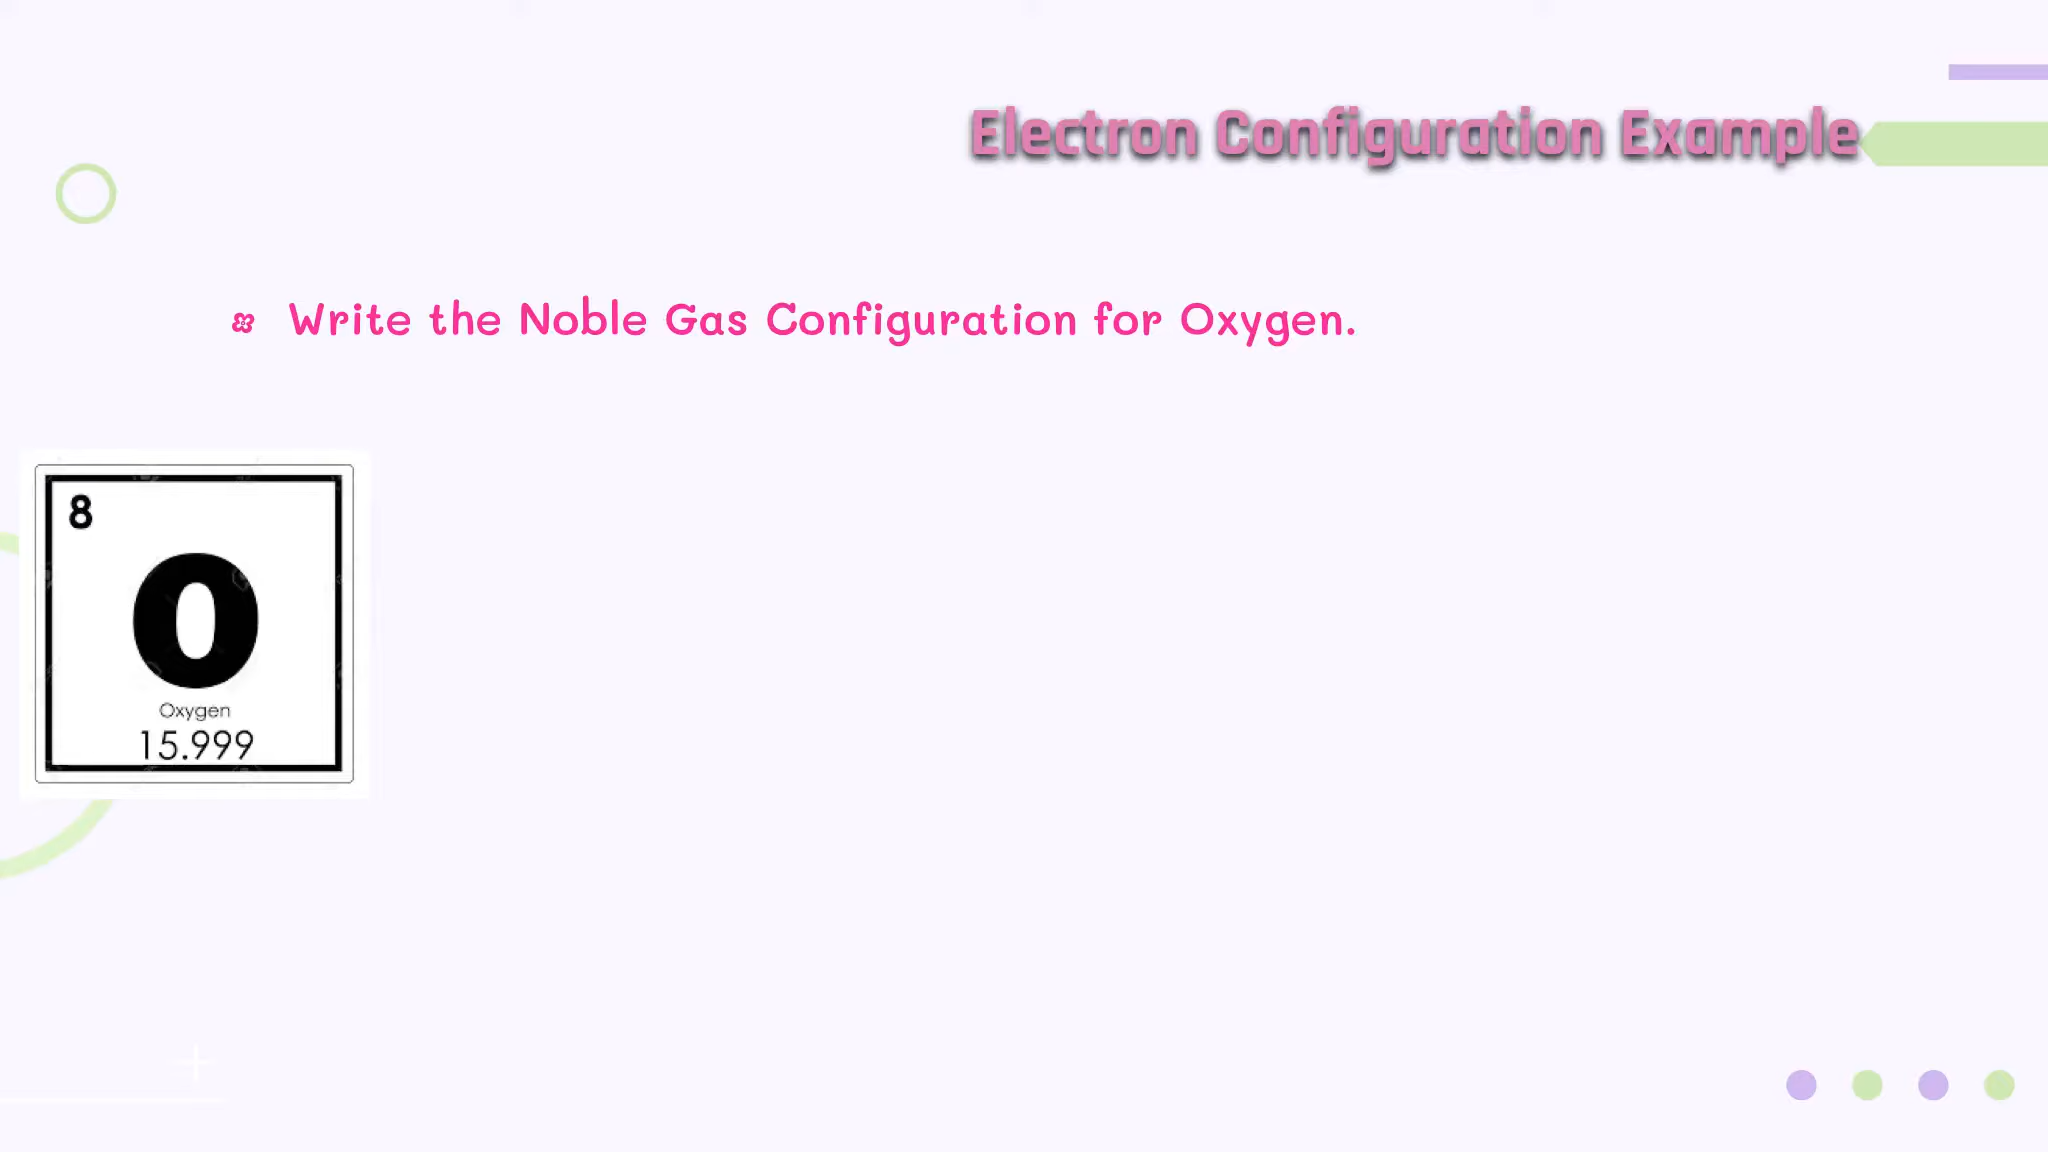 Electron Configuration Example
Write the Noble Gas Configuration for Oxygen.
8
O
Oxygen
15.999